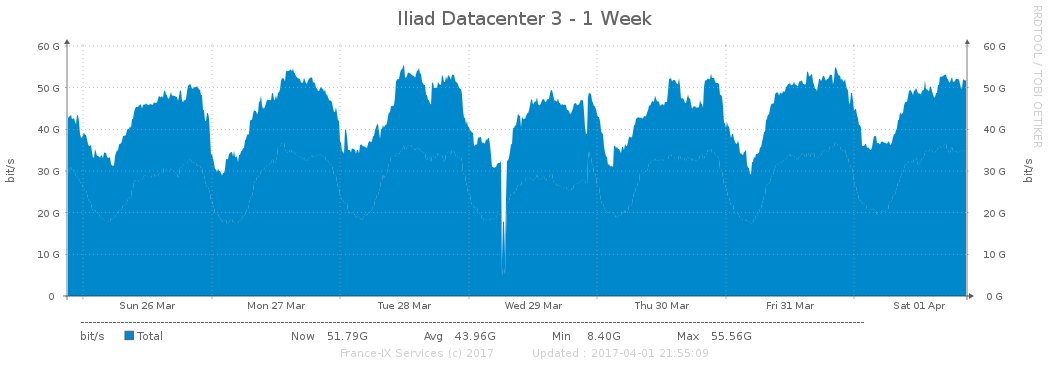 Iliad Datacenter 3 - 1 Week
RRDTOOL / TOBI OETIKER
60 G 60 G
50 G 50 G
40 G 40 G
30 G 30 G
20 G 20 G
10 G 10 G
0 0 G
bit/s bit/s
Sun 26 Mar Mon 27 Mar Tue 28 Mar Wed 29 Mar Thu 30 Mar Fri 31 Mar Sat 01 Apr
bit/s Total Now 51.79G Avg 43.96G Min 8.40G Max 55.56G
France-IX Services (c) 2017 Updated : 2017-04-01 21:55:09